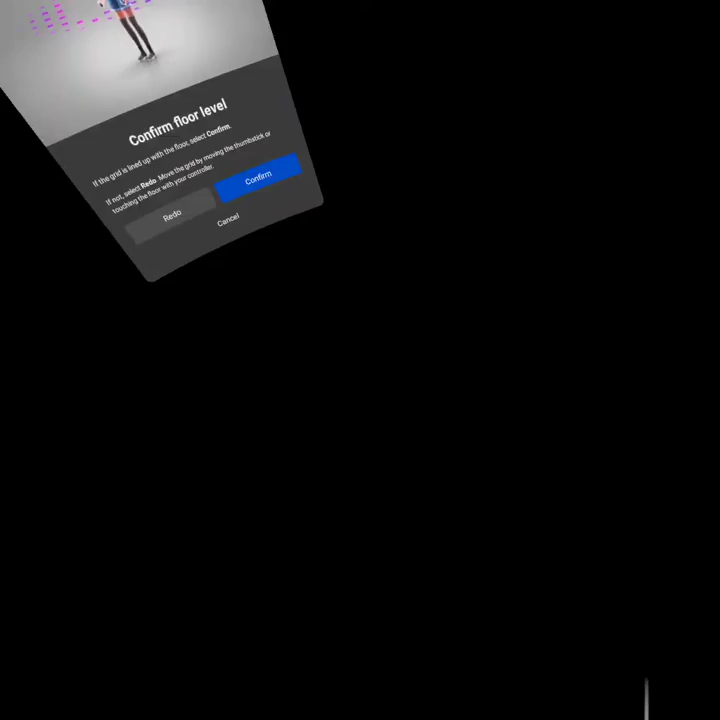 Confirm floor level
If the grid is lined up with the floor, select Confirm.
If not, select Redo. Move the grid by moving the thumbstick or
touching the floor with your controller.
Redo
Confirm
Cancel